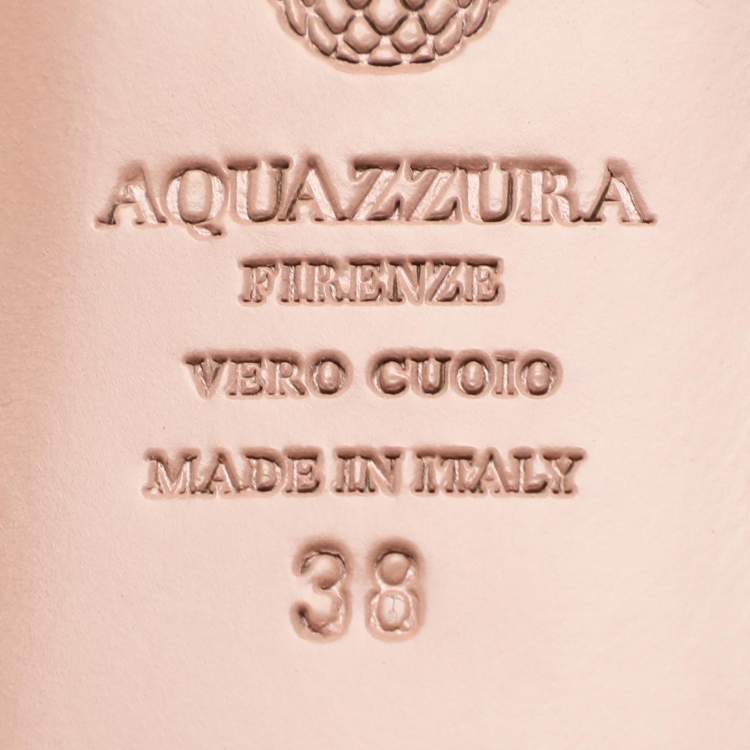 AQUAZZURA
FIRENZE
VERO CUOIO
MADE IN ITALY
38